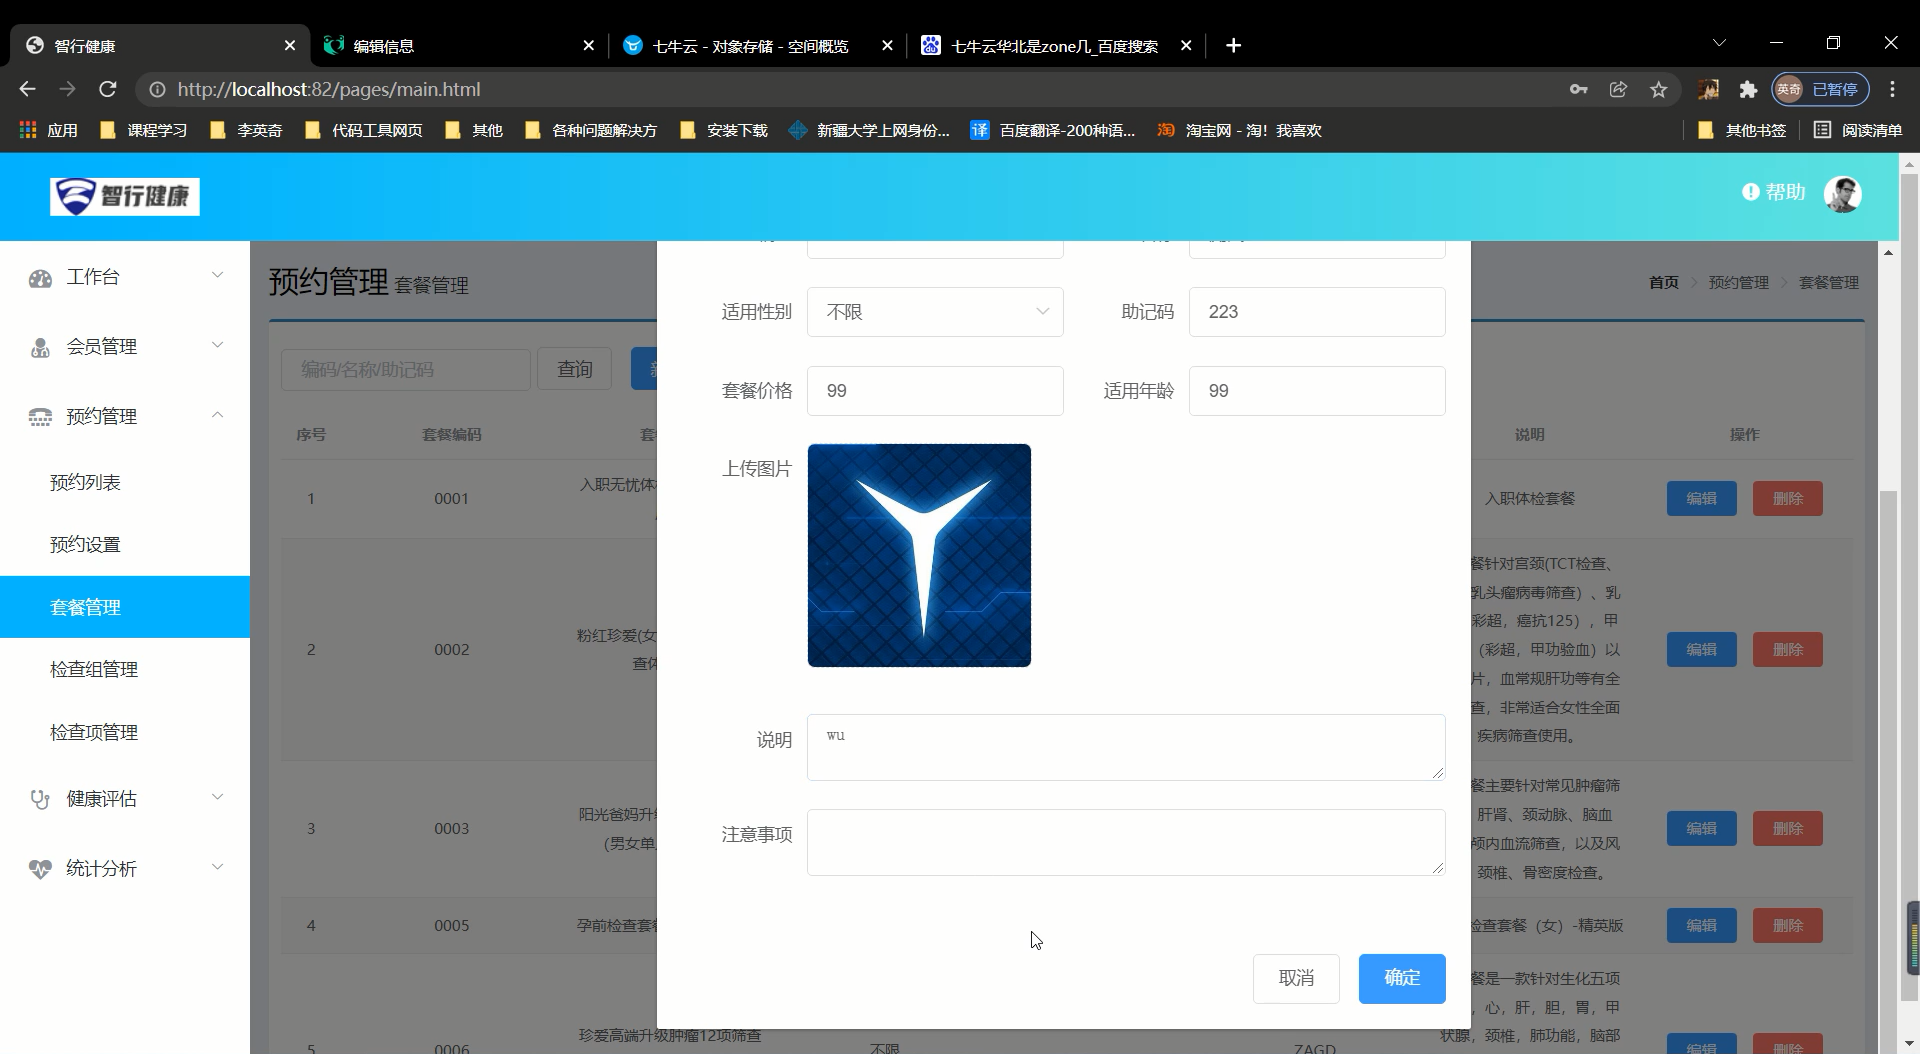 智行健康
编辑信息
七牛云 - 对象存储 - 空间概览
七牛云华北是zone几_百度搜索
http://localhost:82/pages/main.html
英奇
已暂停
应用
课程学习
李英奇
代码工具网页
其他
各种问题解决方
安装下载
新疆大学上网身份...
译
百度翻译-200种语...
淘
淘宝网 - 淘！我喜欢
其他书签
阅读清单
智行健康
帮助
工作台
会员管理
预约管理
预约列表
预约设置
套餐管理
检查组管理
检查项管理
健康评估
统计分析
预约管理 套餐管理
首页
预约管理
套餐管理
编码/名称/助记码
查询
序号
套餐编码
说明
操作
1
0001
入职无忧体
入职体检套餐
编辑
删除
2
0002
粉红珍爱(女
查体
餐针对宫颈(TCT检查、
乳头瘤病毒筛查）、乳
彩超，癌抗125），甲
（彩超，甲功验血）以
片，血常规肝功等有全
查，非常适合女性全面
疾病筛查使用。
编辑
删除
3
0003
阳光爸妈升
(男女单
餐主要针对常见肿瘤筛
肝肾、颈动脉、脑血
颅内血流筛查，以及风
颈椎、骨密度检查。
编辑
删除
4
0005
孕前检查套餐
检查套餐（女）-精英版
编辑
删除
5
0006
珍爱高端升级肿瘤12项筛查
不限
ZAGD
餐是一款针对生化五项
，心，肝，胆，胃，甲
状腺，颈椎，肺功能，脑部
编辑
删除
适用性别
不限
助记码
223
套餐价格
99
适用年龄
99
上传图片
说明
wu
注意事项
取消
确定